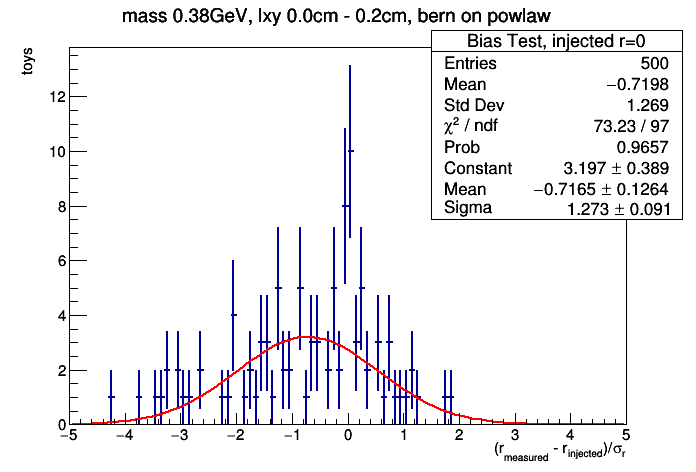 mass 0.38GeV, lxy 0.0cm - 0.2cm, bern on powlaw
toys
Bias Test, injected r=0
Entries 500
Mean −0.7198
Std Dev 1.269
χ² / ndf 73.23 / 97
Prob 0.9657
Constant 3.197 ± 0.389
Mean −0.7165 ± 0.1264
Sigma 1.273 ± 0.091
12
10
8
6
4
2
0
−5 −4 −3 −2 −1 0 1 2 3 4 5
(r_measured - r_injected)/σ_r